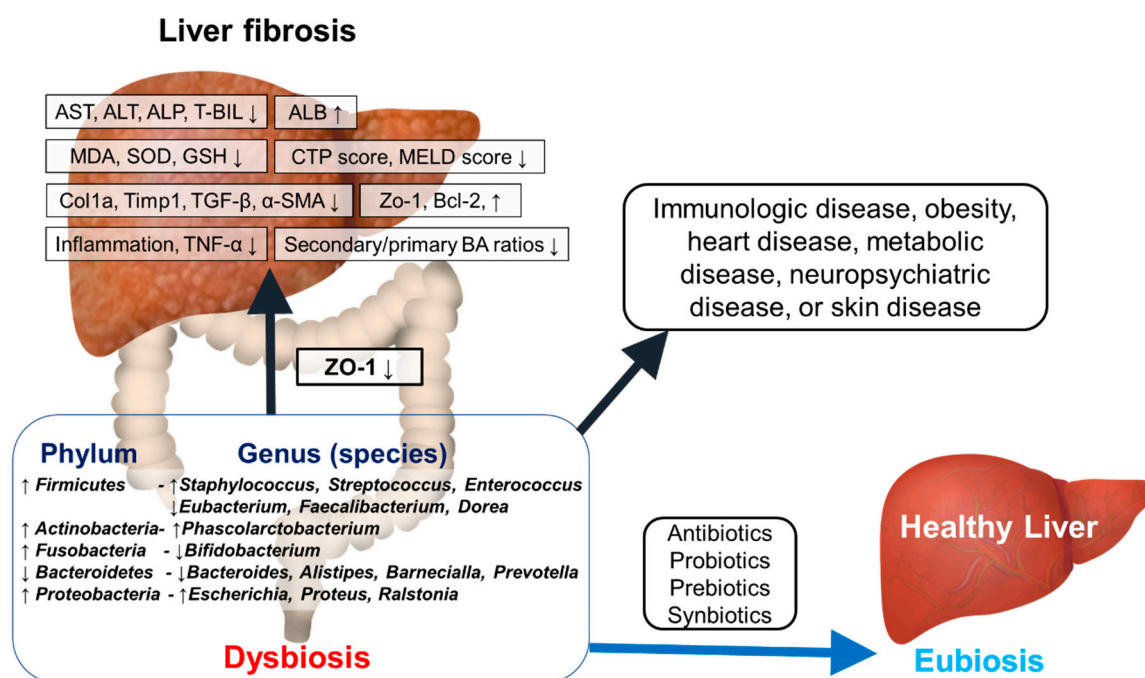 Liver fibrosis
AST, ALT, ALP, T-BIL ↓
ALB ↑
MDA, SOD, GSH ↓
CTP score, MELD score ↓
Col1a, Timp1, TGF-β, α-SMA ↓
Zo-1, Bcl-2, ↑
Inflammation, TNF-α ↓
Secondary/primary BA ratios ↓
Immunologic disease, obesity,
heart disease, metabolic
disease, neuropsychiatric
disease, or skin disease
ZO-1 ↓
Phylum
Genus (species)
↑ Firmicutes - ↑Staphylococcus, Streptococcus, Enterococcus
↓Eubacterium, Faecalibacterium, Dorea
↑ Actinobacteria- ↑Phascolarctobacterium
↑ Fusobacteria - ↓Bifidobacterium
↓ Bacteroidetes - ↓Bacteroides, Alistipes, Barnecialla, Prevotella
↑ Proteobacteria - ↑Escherichia, Proteus, Ralstonia
Dysbiosis
Antibiotics
Probiotics
Prebiotics
Synbiotics
Healthy Liver
Eubiosis